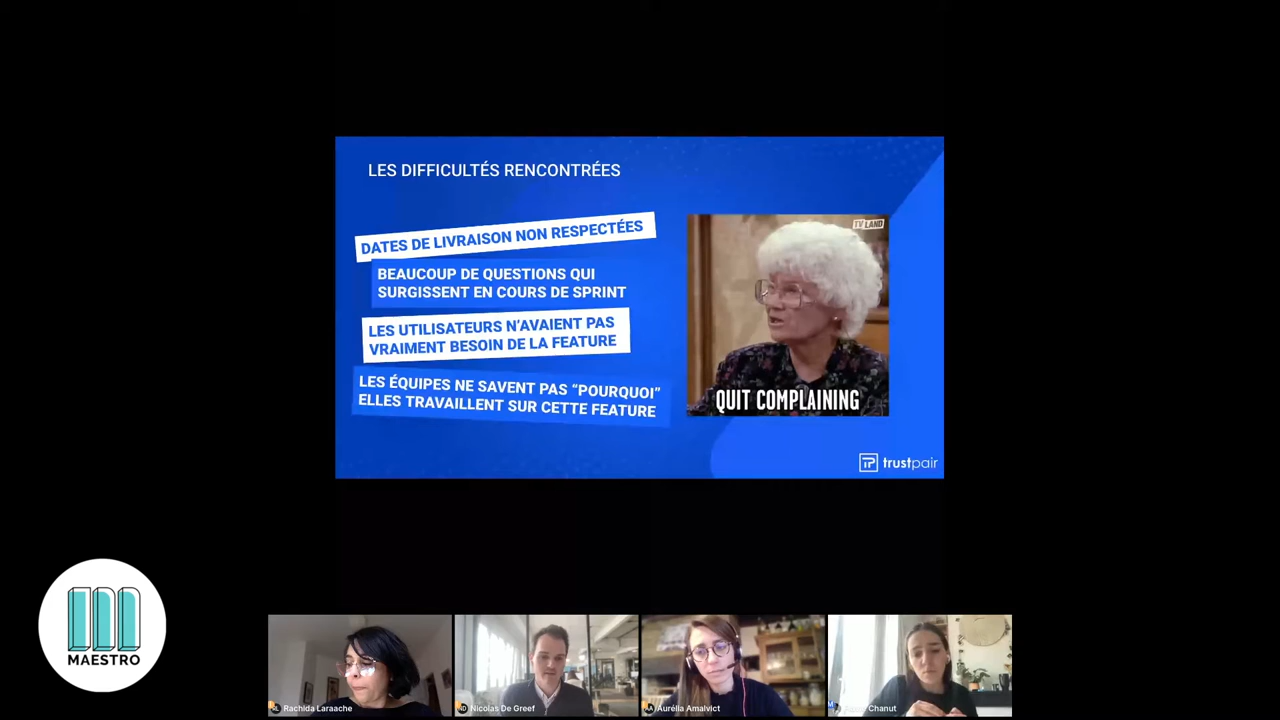 LES DIFFICULTÉS RENCONTRÉES
DATES DE LIVRAISON NON RESPECTÉES
BEAUCOUP DE QUESTIONS QUI
SURGISSENT EN COURS DE SPRINT
LES UTILISATEURS N’AVAIENT PAS
VRAIMENT BESOIN DE LA FEATURE
LES ÉQUIPES NE SAVENT PAS “POURQUOI”
ELLES TRAVAILLENT SUR CETTE FEATURE
TV LAND
QUIT COMPLAINING
trustpair
MAESTRO
Rachida Laraache
Nicolas De Greef
Aurélia Amalvict
Chanut